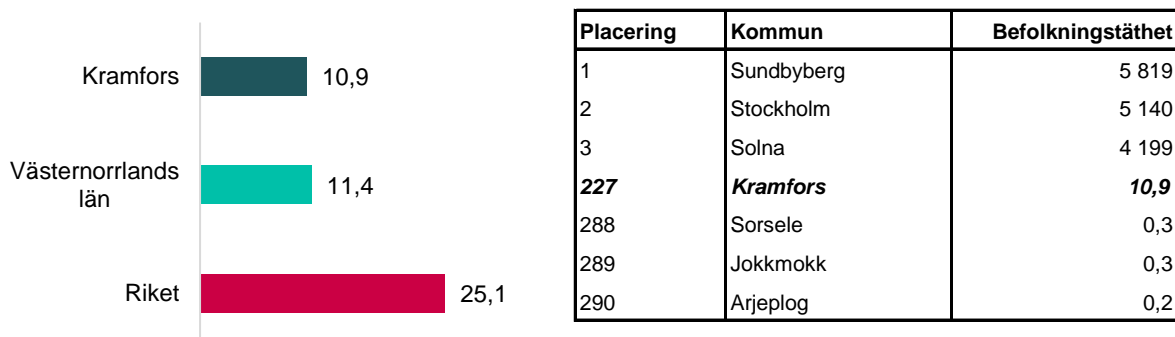 Kramfors 10,9
Västernorrlands
län 11,4
Riket 25,1
Placering Kommun Befolkningstäthet
1 Sundbyberg 5 819
2 Stockholm 5 140
3 Solna 4 199
227 Kramfors 10,9
288 Sorsele 0,3
289 Jokkmokk 0,3
290 Arjeplog 0,2